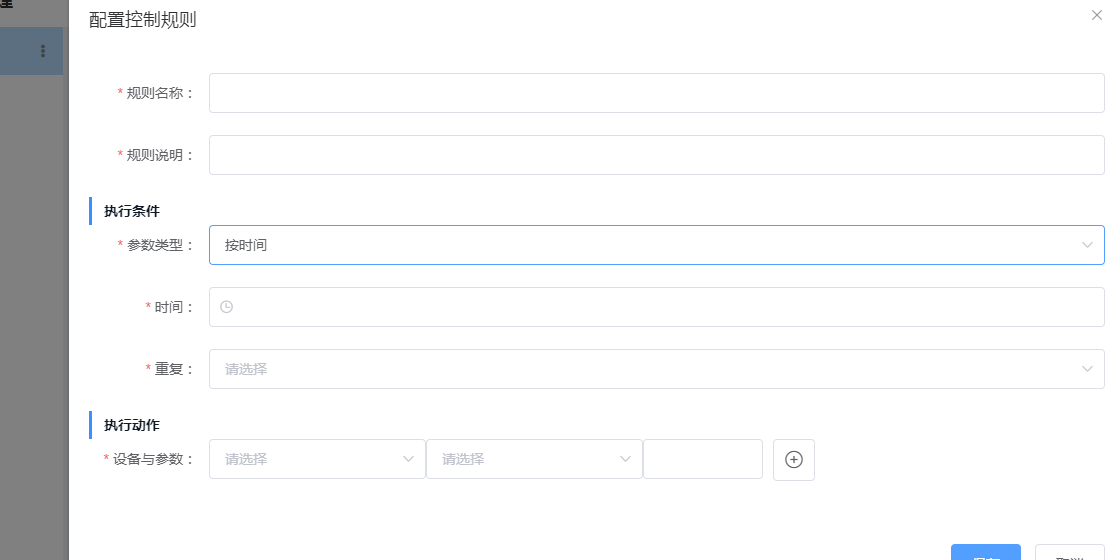 配置控制规则
* 规则名称：
* 规则说明：
执行条件
* 参数类型： 按时间
* 时间：
* 重复： 请选择
执行动作
* 设备与参数： 请选择 请选择